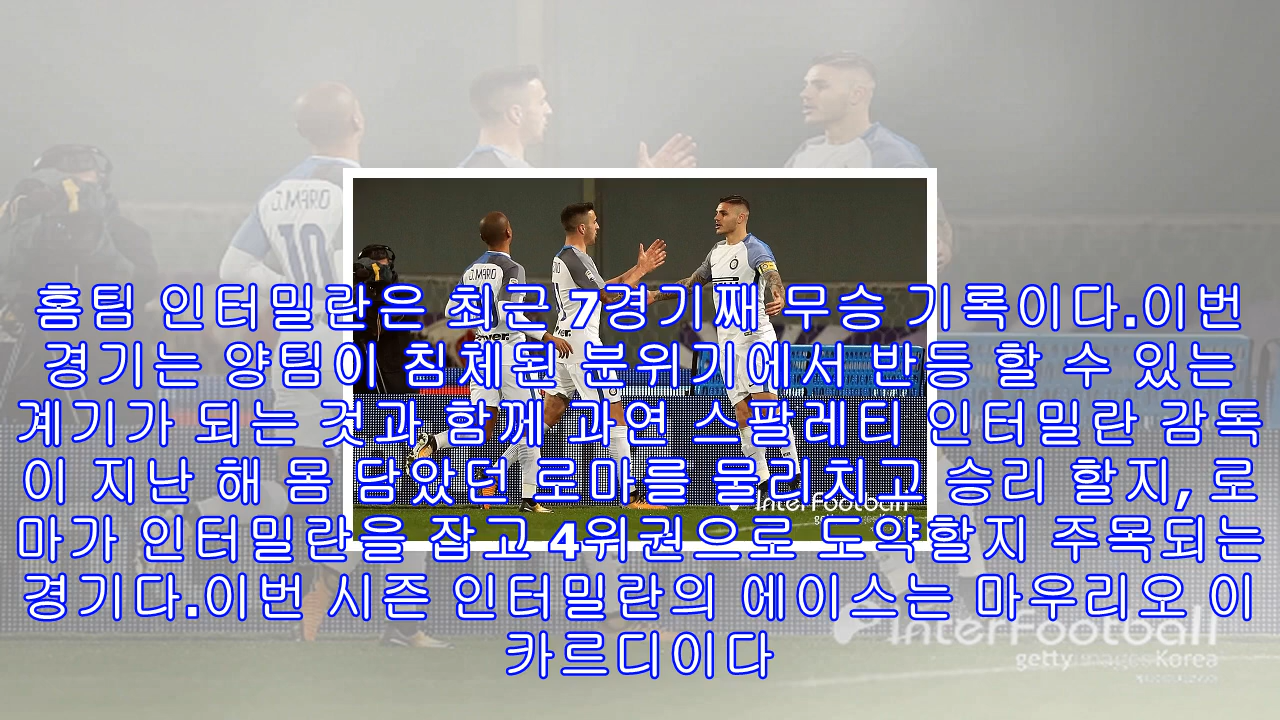 홈팀 인터밀란은 최근 7경기째 무승 기록이다.이번
경기는 양팀이 침체된 분위기에서 반등 할 수 있는
계기가 되는 것과 함께 과연 스팔레티 인터밀란 감독
이 지난 해 몸 담았던 로마를 물리치고 승리 할지, 로
마가 인터밀란을 잡고 4위권으로 도약할지 주목되는
경기다.이번 시즌 인터밀란의 에이스는 마우리오 이
카르디이다
J.MARIO
10
InterFootball
gettyimagesKorea